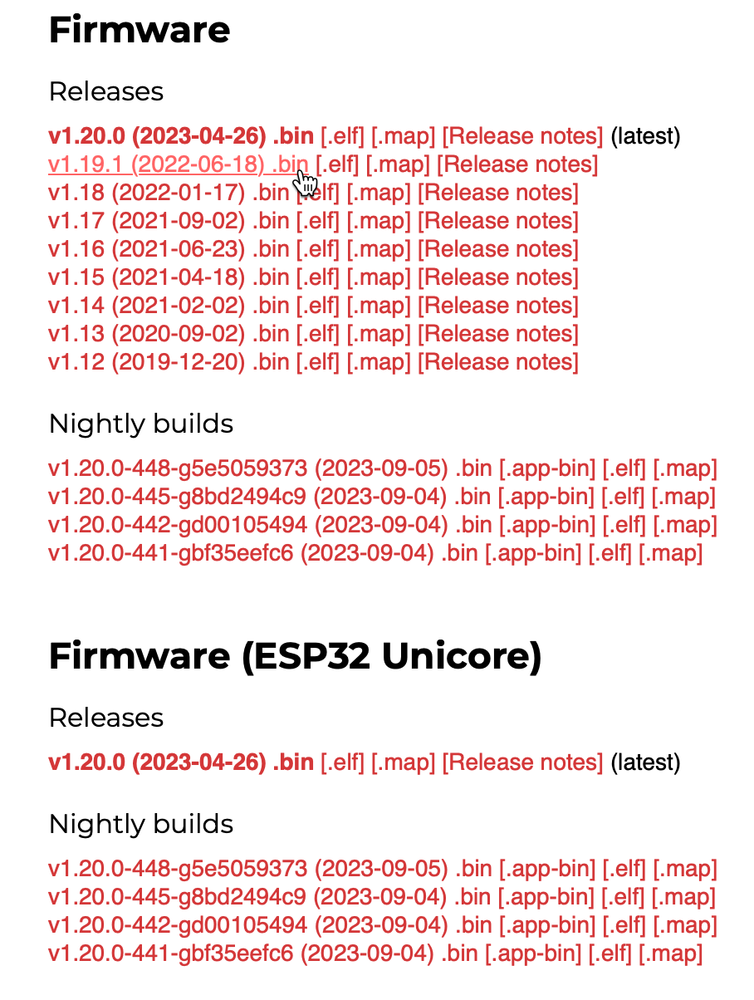 Firmware
Releases
v1.20.0 (2023-04-26) .bin [.elf] [.map] [Release notes] (latest)
v1.19.1 (2022-06-18) .bin [.elf] [.map] [Release notes]
v1.18 (2022-01-17) .bin [.elf] [.map] [Release notes]
v1.17 (2021-09-02) .bin [.elf] [.map] [Release notes]
v1.16 (2021-06-23) .bin [.elf] [.map] [Release notes]
v1.15 (2021-04-18) .bin [.elf] [.map] [Release notes]
v1.14 (2021-02-02) .bin [.elf] [.map] [Release notes]
v1.13 (2020-09-02) .bin [.elf] [.map] [Release notes]
v1.12 (2019-12-20) .bin [.elf] [.map] [Release notes]
Nightly builds
v1.20.0-448-g5e5059373 (2023-09-05) .bin [.app-bin] [.elf] [.map]
v1.20.0-445-g8bd2494c9 (2023-09-04) .bin [.app-bin] [.elf] [.map]
v1.20.0-442-gd00105494 (2023-09-04) .bin [.app-bin] [.elf] [.map]
v1.20.0-441-gbf35eefc6 (2023-09-04) .bin [.app-bin] [.elf] [.map]
Firmware (ESP32 Unicore)
Releases
v1.20.0 (2023-04-26) .bin [.elf] [.map] [Release notes] (latest)
Nightly builds
v1.20.0-448-g5e5059373 (2023-09-05) .bin [.app-bin] [.elf] [.map]
v1.20.0-445-g8bd2494c9 (2023-09-04) .bin [.app-bin] [.elf] [.map]
v1.20.0-442-gd00105494 (2023-09-04) .bin [.app-bin] [.elf] [.map]
v1.20.0-441-gbf35eefc6 (2023-09-04) .bin [.app-bin] [.elf] [.map]